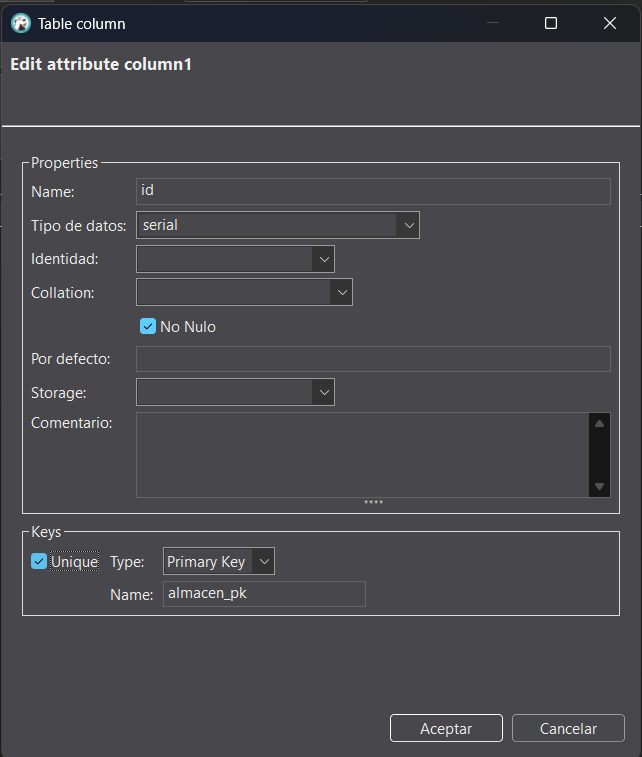 Table column
Edit attribute column1
Properties
Name: id
Tipo de datos: serial
Identidad:
Collation:
No Nulo
Por defecto:
Storage:
Comentario:
Keys
Unique Type: Primary Key
Name: almacen_pk
Aceptar Cancelar